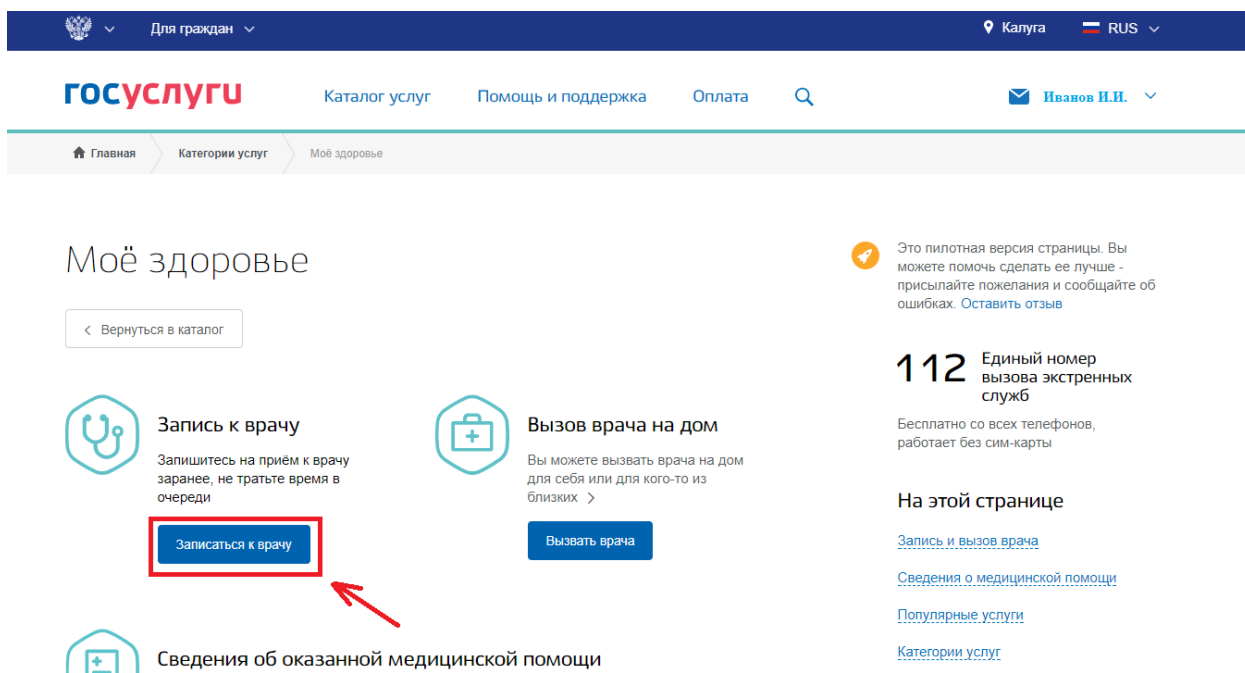 Для граждан
Калуга
RUS
госуслуги
Каталог услуг
Помощь и поддержка
Оплата
Иванов И.И.
Главная
Категории услуг
Моё здоровье
Моё здоровье
Вернуться в каталог
Запись к врачу
Запишитесь на приём к врачу
заранее, не тратьте время в
очереди
Записаться к врачу
Вызов врача на дом
Вы можете вызвать врача на дом
для себя или для кого-то из
близких
Вызвать врача
Сведения об оказанной медицинской помощи
Это пилотная версия страницы. Вы
можете помочь сделать ее лучше -
присылайте пожелания и сообщайте об
ошибках. Оставить отзыв
112
Единый номер
вызова экстренных
служб
Бесплатно со всех телефонов,
работает без сим-карты
На этой странице
Запись и вызов врача
Сведения о медицинской помощи
Популярные услуги
Категории услуг